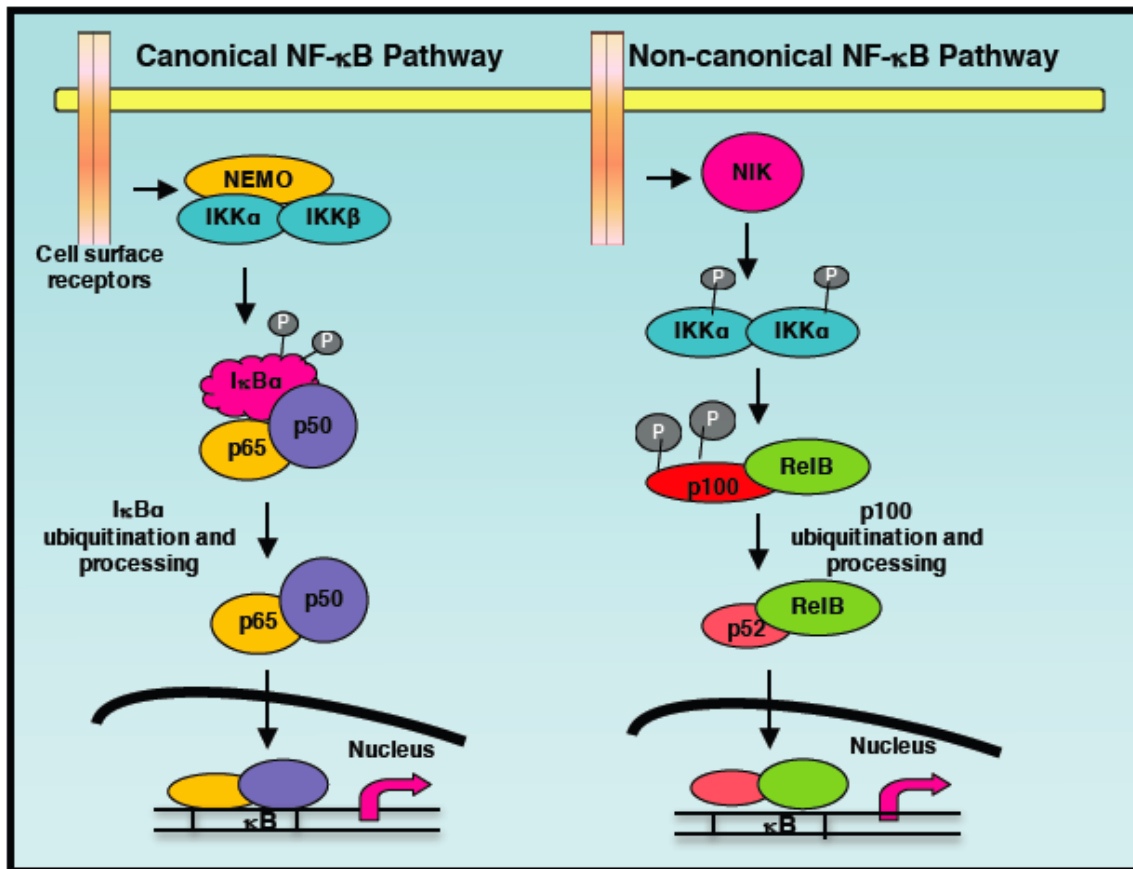 Canonical NF-κB Pathway
NEMO
IKKα
IKKβ
Cell surface
receptors
P
P
IκBα
p50
p65
IκBα
ubiquitination and
processing
p50
p65
Nucleus
κB
Non-canonical NF-κB Pathway
NIK
P
P
IKKα
IKKα
P
P
RelB
p100
p100
ubiquitination and
processing
RelB
p52
Nucleus
κB